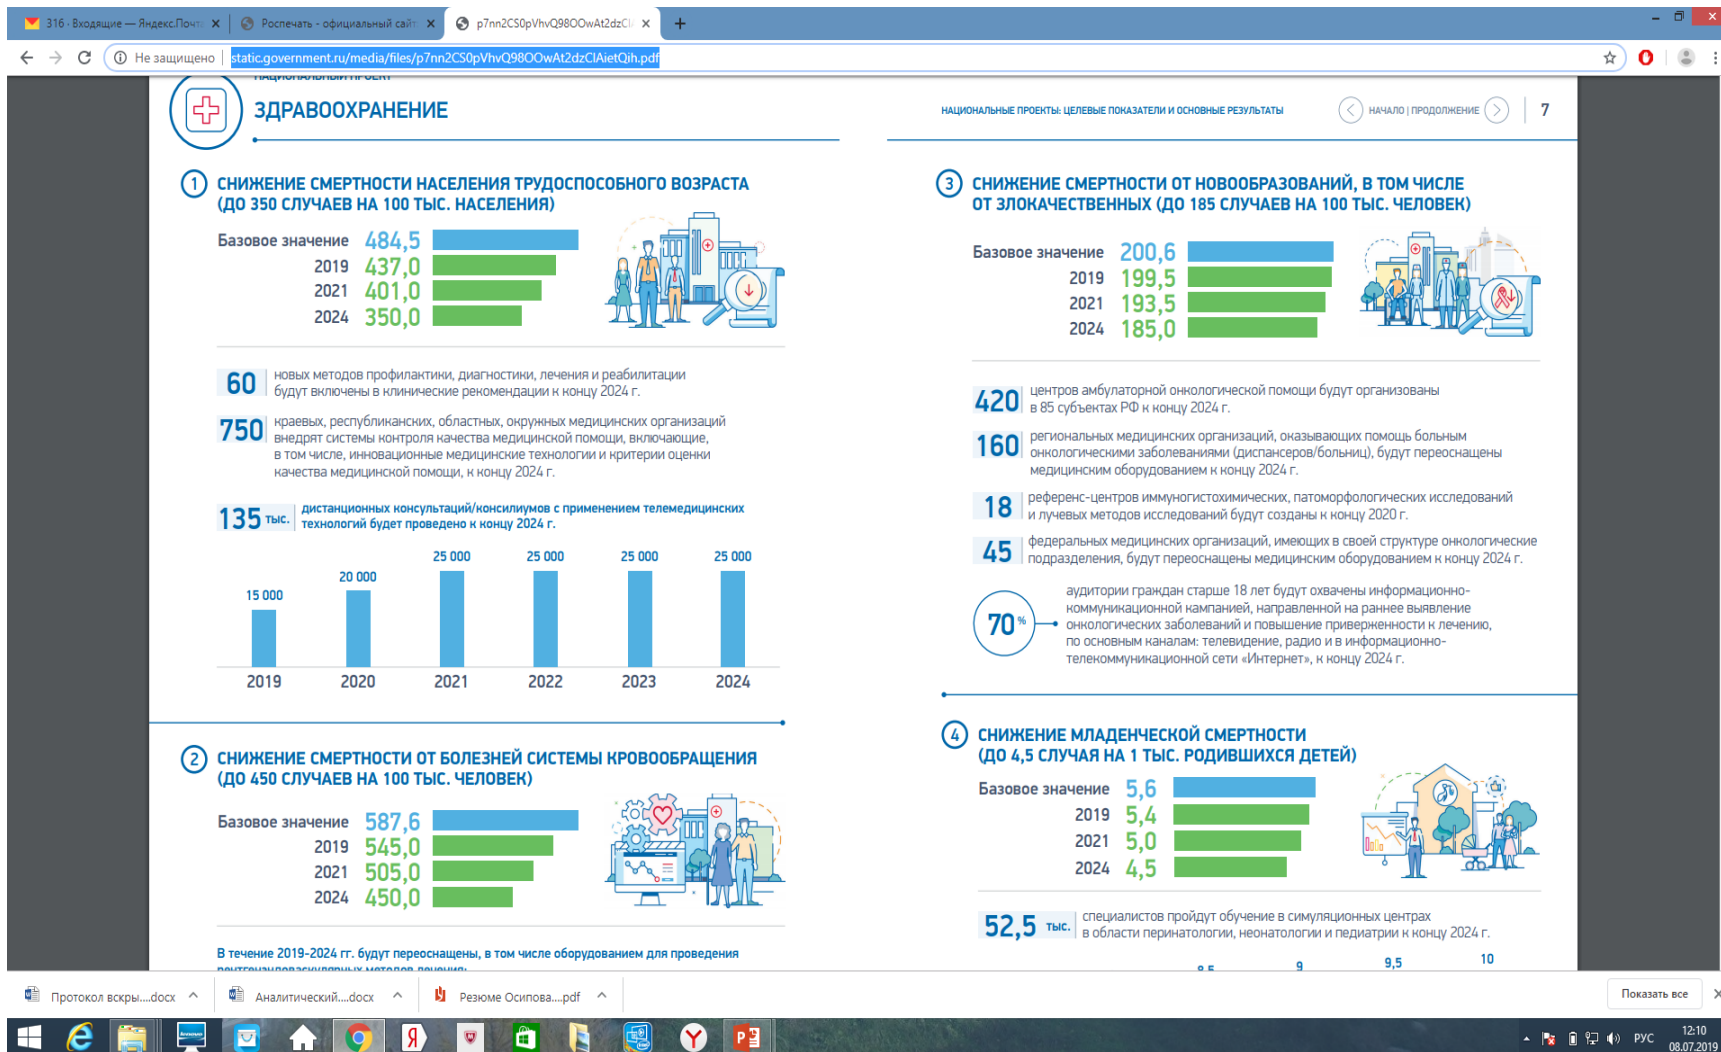 316 · Входящие — Яндекс.Почта
Роспечать - официальный сайт
p7nn2CS0pVhvQ98OOwAt2dzCl
Не защищено
static.government.ru/media/files/p7nn2CS0pVhvQ98OOwAt2dzClAietQih.pdf
НАЦИОНАЛЬНЫЙ ПРОЕКТ
ЗДРАВООХРАНЕНИЕ
НАЦИОНАЛЬНЫЕ ПРОЕКТЫ: ЦЕЛЕВЫЕ ПОКАЗАТЕЛИ И ОСНОВНЫЕ РЕЗУЛЬТАТЫ
НАЧАЛО | ПРОДОЛЖЕНИЕ
7
1 СНИЖЕНИЕ СМЕРТНОСТИ НАСЕЛЕНИЯ ТРУДОСПОСОБНОГО ВОЗРАСТА
(ДО 350 СЛУЧАЕВ НА 100 ТЫС. НАСЕЛЕНИЯ)
Базовое значение 484,5
2019 437,0
2021 401,0
2024 350,0
60 новых методов профилактики, диагностики, лечения и реабилитации
будут включены в клинические рекомендации к концу 2024 г.
750 краевых, республиканских, областных, окружных медицинских организаций
внедрят системы контроля качества медицинской помощи, включающие,
в том числе, инновационные медицинские технологии и критерии оценки
качества медицинской помощи, к концу 2024 г.
135 тыс. дистанционных консультаций/консилиумов с применением телемедицинских
технологий будет проведено к концу 2024 г.
15 000 20 000 25 000 25 000 25 000 25 000
2019 2020 2021 2022 2023 2024
2 СНИЖЕНИЕ СМЕРТНОСТИ ОТ БОЛЕЗНЕЙ СИСТЕМЫ КРОВООБРАЩЕНИЯ
(ДО 450 СЛУЧАЕВ НА 100 ТЫС. ЧЕЛОВЕК)
Базовое значение 587,6
2019 545,0
2021 505,0
2024 450,0
В течение 2019-2024 гг. будут переоснащены, в том числе оборудованием для проведения
рентгенэндоваскулярных методов лечения:
3 СНИЖЕНИЕ СМЕРТНОСТИ ОТ НОВООБРАЗОВАНИЙ, В ТОМ ЧИСЛЕ
ОТ ЗЛОКАЧЕСТВЕННЫХ (ДО 185 СЛУЧАЕВ НА 100 ТЫС. ЧЕЛОВЕК)
Базовое значение 200,6
2019 199,5
2021 193,5
2024 185,0
420 центров амбулаторной онкологической помощи будут организованы
в 85 субъектах РФ к концу 2024 г.
160 региональных медицинских организаций, оказывающих помощь больным
онкологическими заболеваниями (диспансеров/больниц), будут переоснащены
медицинским оборудованием к концу 2024 г.
18 референс-центров иммуногистохимических, патоморфологических исследований
и лучевых методов исследований будут созданы к концу 2020 г.
45 федеральных медицинских организаций, имеющих в своей структуре онкологические
подразделения, будут переоснащены медицинским оборудованием к концу 2024 г.
70% аудитории граждан старше 18 лет будут охвачены информационно-
коммуникационной кампанией, направленной на раннее выявление
онкологических заболеваний и повышение приверженности к лечению,
по основным каналам: телевидение, радио и в информационно-
телекоммуникационной сети «Интернет», к концу 2024 г.
4 СНИЖЕНИЕ МЛАДЕНЧЕСКОЙ СМЕРТНОСТИ
(ДО 4,5 СЛУЧАЯ НА 1 ТЫС. РОДИВШИХСЯ ДЕТЕЙ)
Базовое значение 5,6
2019 5,4
2021 5,0
2024 4,5
52,5 тыс. специалистов пройдут обучение в симуляционных центрах
в области перинатологии, неонатологии и педиатрии к концу 2024 г.
8,5 9 9,5 10
Протокол вскры....docx
Аналитический....docx
Резюме Осипова....pdf
Показать все
РУС
12:10
08.07.2019